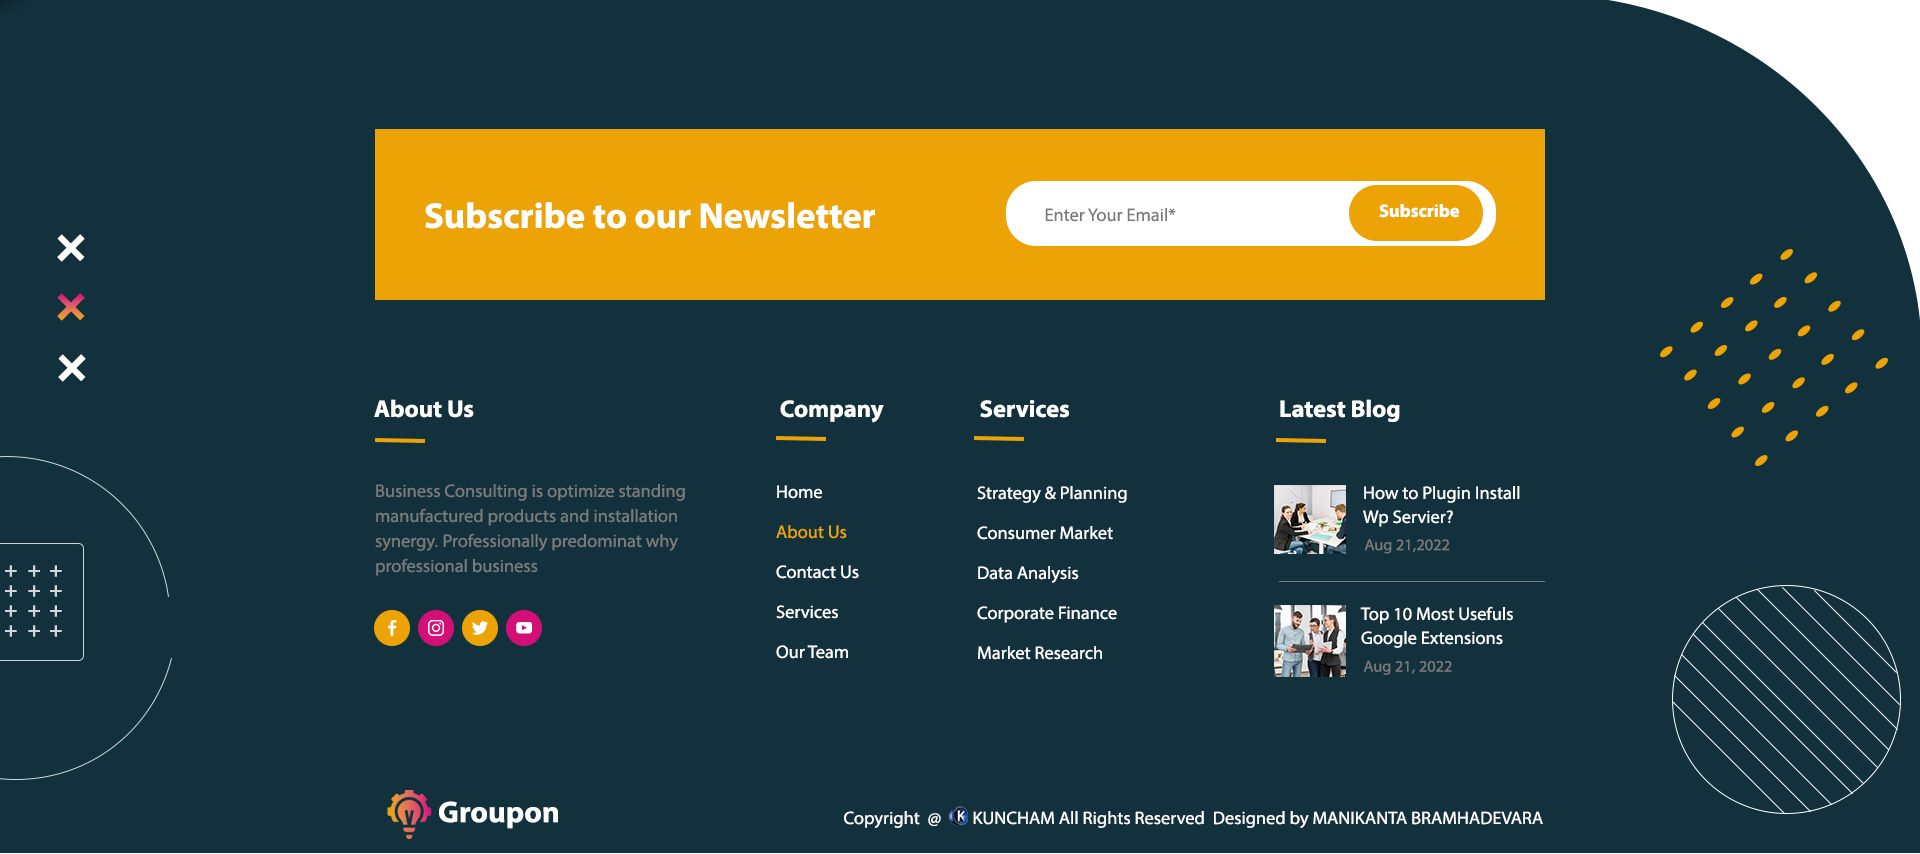 Subscribe to our Newsletter
Enter Your Email*
Subscribe
About Us
Business Consulting is optimize standing
manufactured products and installation
synergy. Professionally predominat why
professional business
Company
Home
About Us
Contact Us
Services
Our Team
Services
Strategy & Planning
Consumer Market
Data Analysis
Corporate Finance
Market Research
Latest Blog
How to Plugin Install
Wp Servier?
Aug 21,2022
Top 10 Most Usefuls
Google Extensions
Aug 21, 2022
Groupon
Copyright @ K KUNCHAM All Rights Reserved Designed by MANIKANTA BRAMHADEVARA